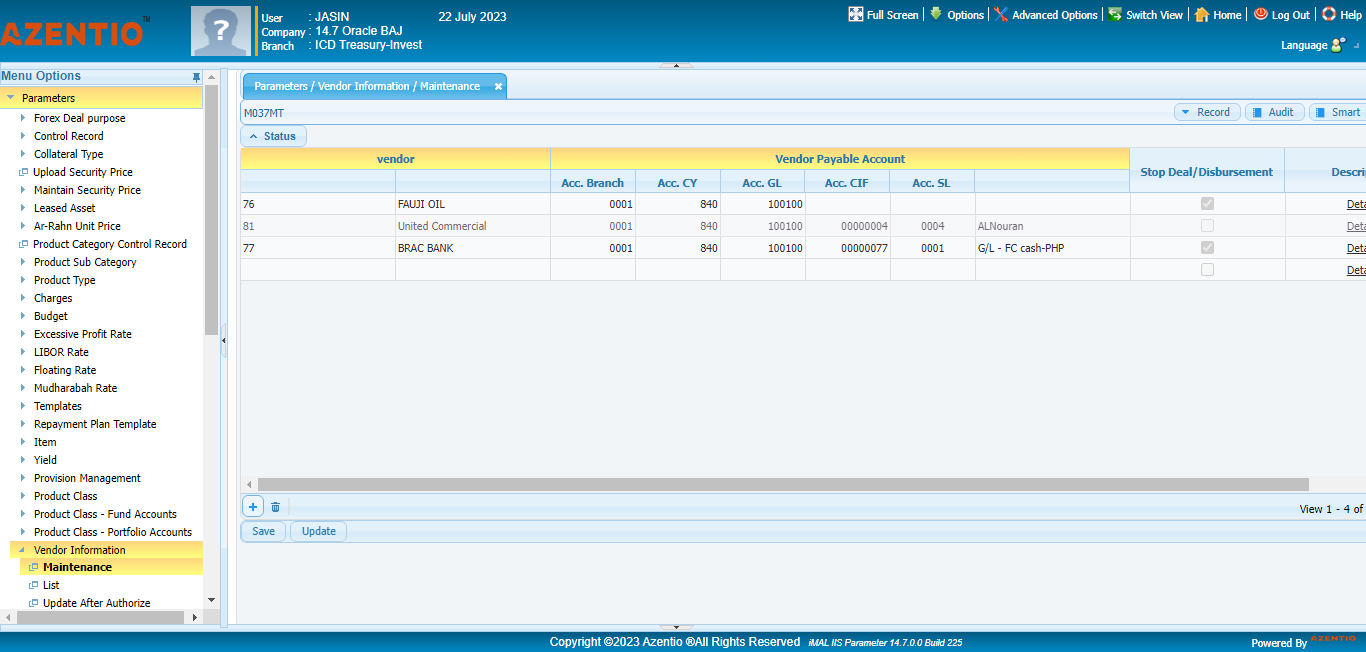 AZENTIO™
?
User : JASIN 22 July 2023
Company : 14.7 Oracle BAJ
Branch : ICD Treasury-Invest
Full Screen | Options | Advanced Options | Switch View | Home | Log Out | Help
Language
Menu Options
Parameters
Forex Deal purpose
Control Record
Collateral Type
Upload Security Price
Maintain Security Price
Leased Asset
Ar-Rahn Unit Price
Product Category Control Record
Product Sub Category
Product Type
Charges
Budget
Excessive Profit Rate
LIBOR Rate
Floating Rate
Mudharabah Rate
Templates
Repayment Plan Template
Item
Yield
Provision Management
Product Class
Product Class - Fund Accounts
Product Class - Portfolio Accounts
Vendor Information
Maintenance
List
Update After Authorize
Parameters / Vendor Information / Maintenance
M037MT Record Audit Smart
Status
vendor Vendor Payable Account Stop Deal/Disbursement Descrip
Acc. Branch Acc. CY Acc. GL Acc. CIF Acc. SL
76 FAUJI OIL 0001 840 100100 Deta
81 United Commercial 0001 840 100100 00000004 0004 ALNouran Deta
77 BRAC BANK 0001 840 100100 00000077 0001 G/L - FC cash-PHP Deta
Deta
View 1 - 4 of
Save Update
Copyright ©2023 Azentio ®All Rights Reserved iMAL IIS Parameter 14.7.0.0 Build 225
Powered By AZENTIO